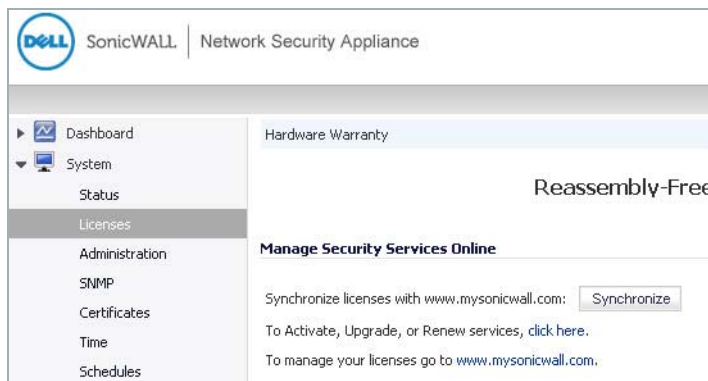 DELL SonicWALL Network Security Appliance
Dashboard
System
Status
Licenses
Administration
SNMP
Certificates
Time
Schedules
Hardware Warranty
Reassembly-Free
Manage Security Services Online
Synchronize licenses with www.mysonicwall.com: Synchronize
To Activate, Upgrade, or Renew services, click here.
To manage your licenses go to www.mysonicwall.com.